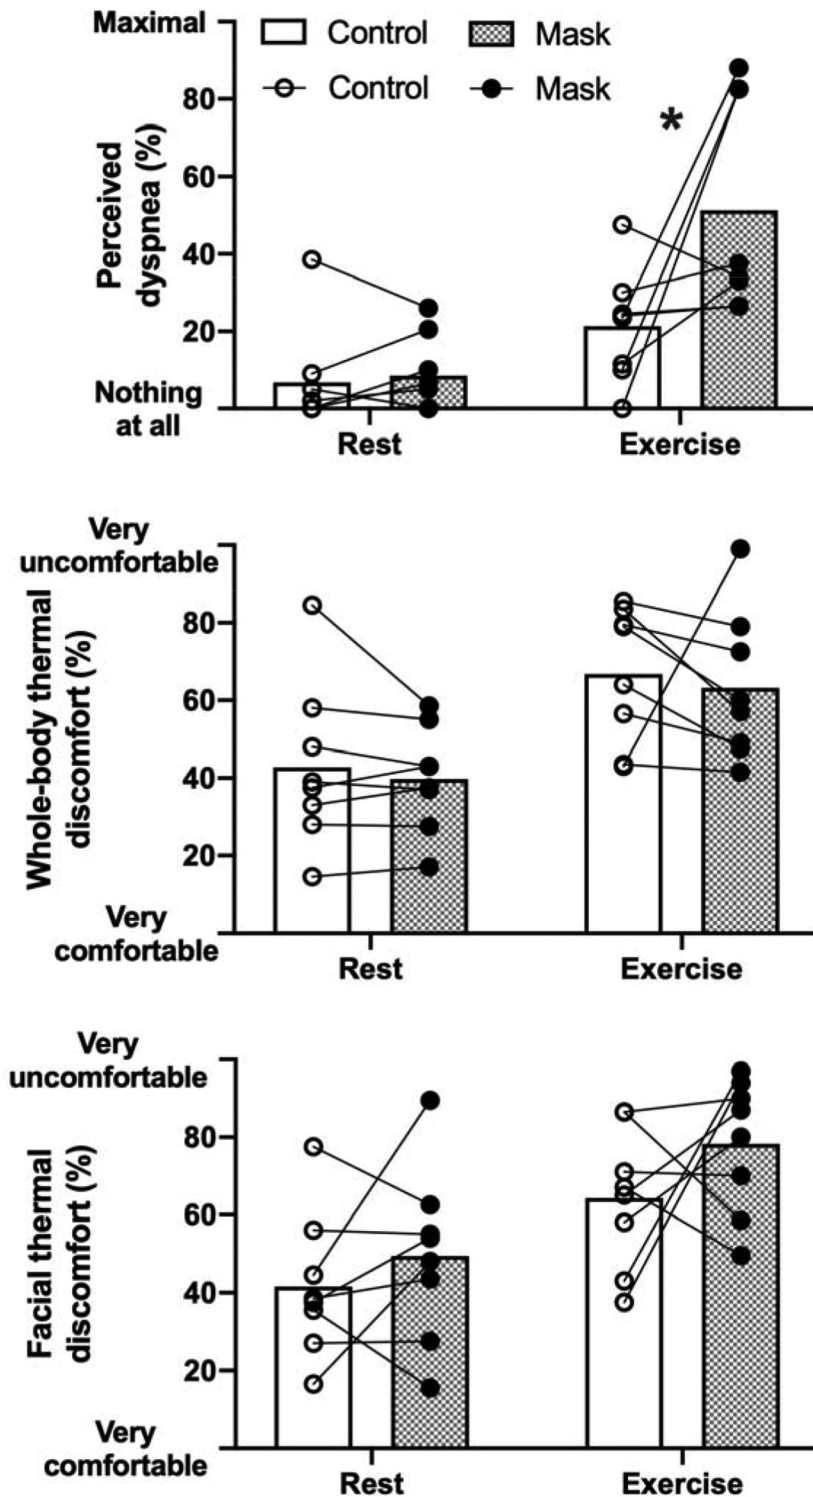 Maximal
Control
Mask
Control
Mask
80
*
60
40
20
Nothing
at all
Perceived
dyspnea (%)
Rest
Exercise
Very
uncomfortable
80
60
40
20
Very
comfortable
Whole-body thermal
discomfort (%)
Rest
Exercise
Very
uncomfortable
80
60
40
20
Very
comfortable
Facial thermal
discomfort (%)
Rest
Exercise